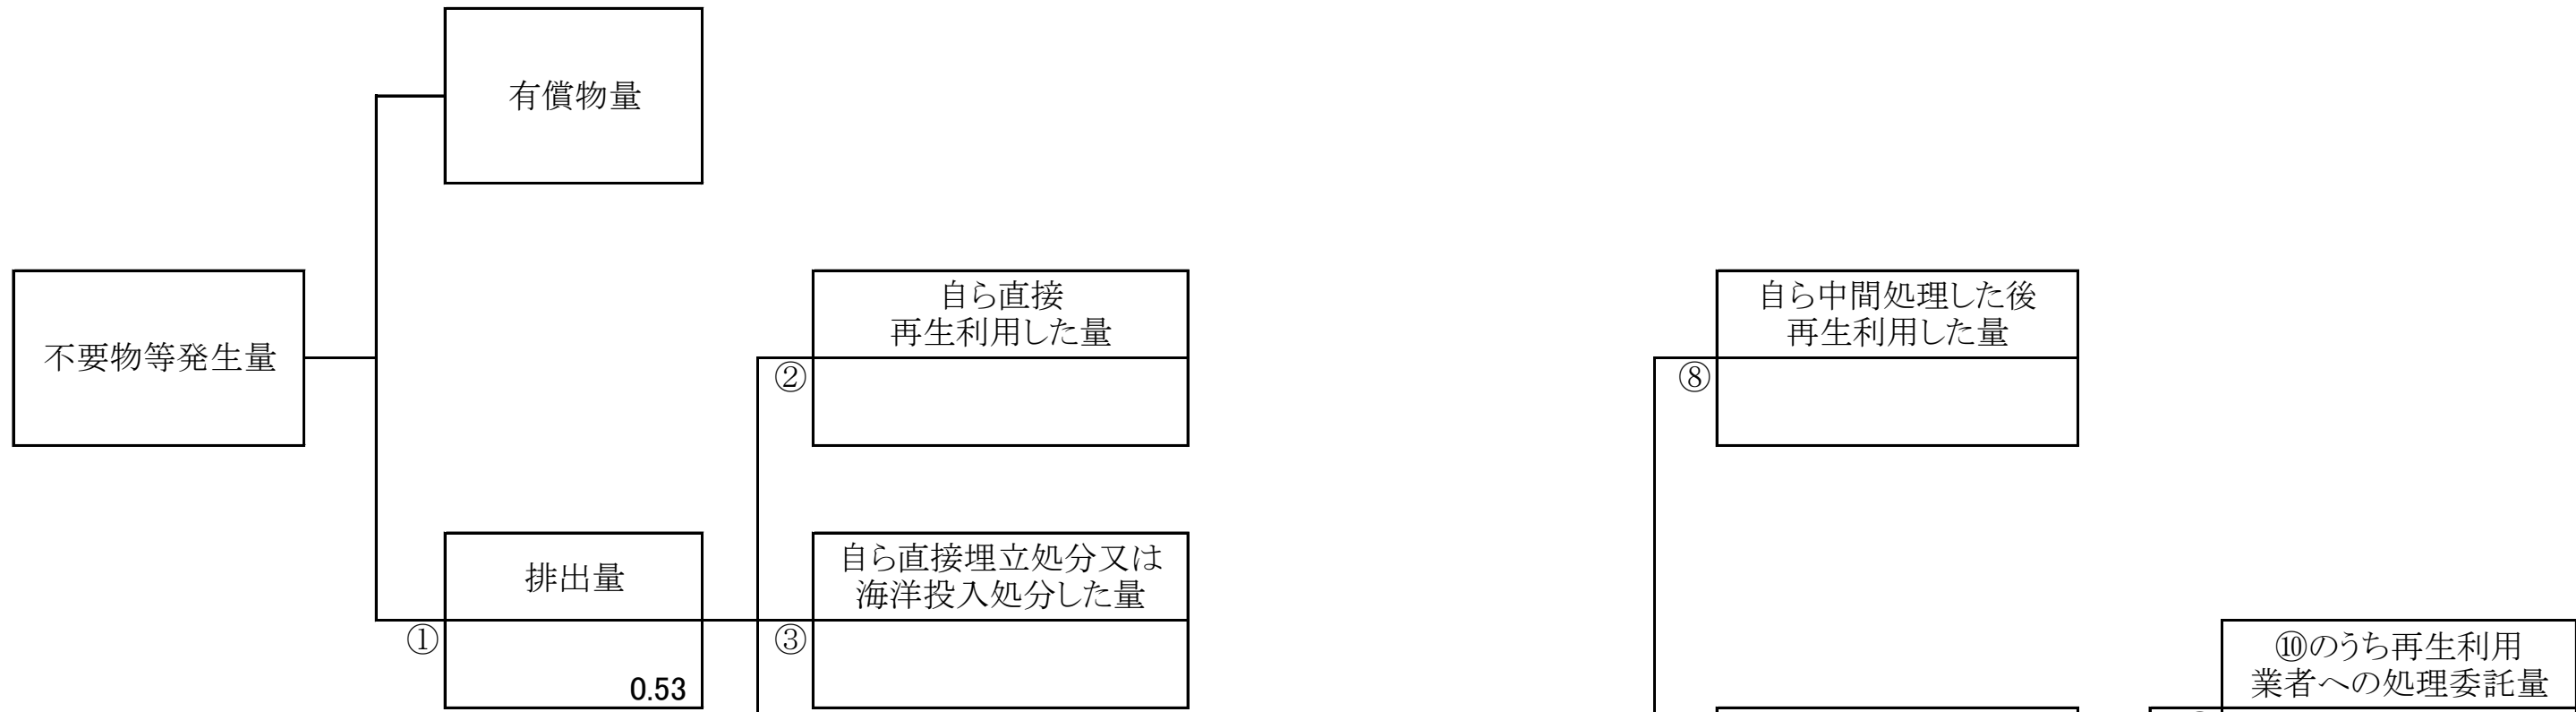 有償物量
不要物等発生量
自ら直接
再生利用した量
②
自ら中間処理した後
再生利用した量
⑧
排出量
①
0.53
自ら直接埋立処分又は
海洋投入処分した量
③
⑩のうち再生利用
業者への処理委託量